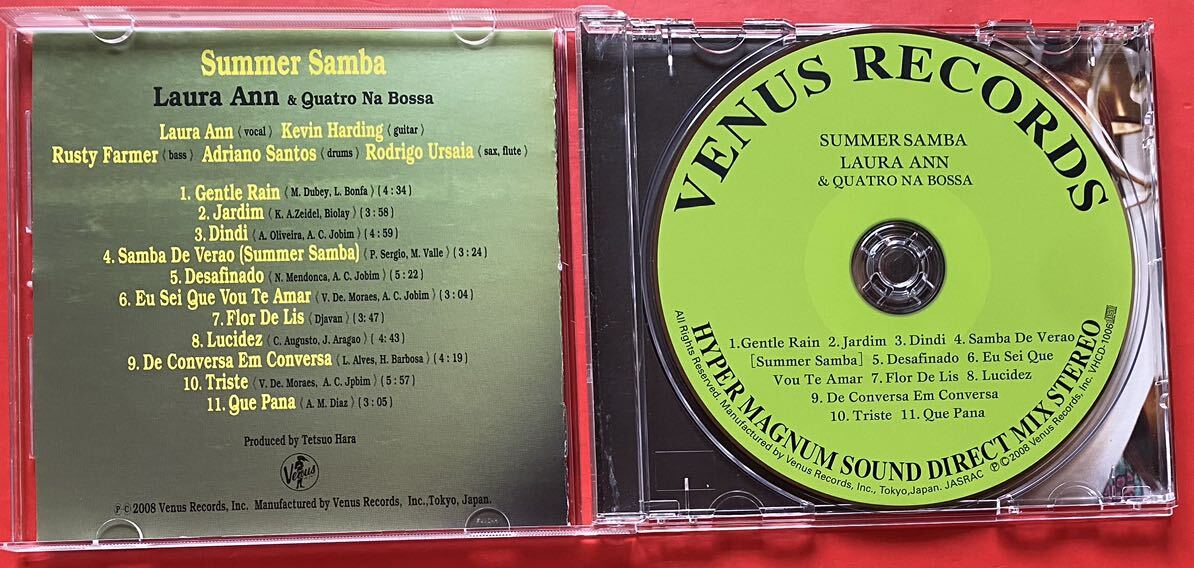 Summer Samba
Laura Ann & Quatro Na Bossa
Laura Ann (vocal) Kevin Harding (guitar)
Rusty Farmer (bass) Adriano Santos (drums) Rodrigo Ursaia (sax, flute)
1. Gentle Rain (M. Dubey, L. Bonfa) (4:34)
2. Jardim (K. A.Zeidel, Biolay) (3:58)
3. Dindi (A. Oliveira, A. C. Jobim) (4:59)
4. Samba De Verao (Summer Samba) (P. Sergio, M. Valle) (3:24)
5. Desafinado (N. Mendonca, A. C. Jobim) (5:22)
6. Eu Sei Que Vou Te Amar (V. De. Moraes, A. C. Jobim) (3:04)
7. Flor De Lis (Djavan) (3:47)
8. Lucidez (C. Augusto, J. Aragao) (4:43)
9. De Conversa Em Conversa (L. Alves, H. Barbosa) (4:19)
10. Triste (V. De. Moraes, A. C. Jpbim) (5:57)
11. Que Pana (A. M. Diaz) (3:05)
Produced by Tetsuo Hara
Venus
℗© 2008 Venus Records, Inc. Manufactured by Venus Records, Inc.,Tokyo, Japan.
VENUS RECORDS
SUMMER SAMBA
LAURA ANN
& QUATRO NA BOSSA
1.Gentle Rain 2. Jardim 3. Dindi 4. Samba De Verao
[Summer Samba] 5. Desafinado 6. Eu Sei Que
Vou Te Amar 7. Flor De Lis 8. Lucidez
9. De Conversa Em Conversa
10. Triste 11. Que Pana
HYPER MAGNUM SOUND DIRECT MIX STEREO
All Rights Reserved. Manufactured by Venus Records, Inc., Tokyo,Japan. JASRAC ℗©2008 Venus Records, Inc. VHCD-1006